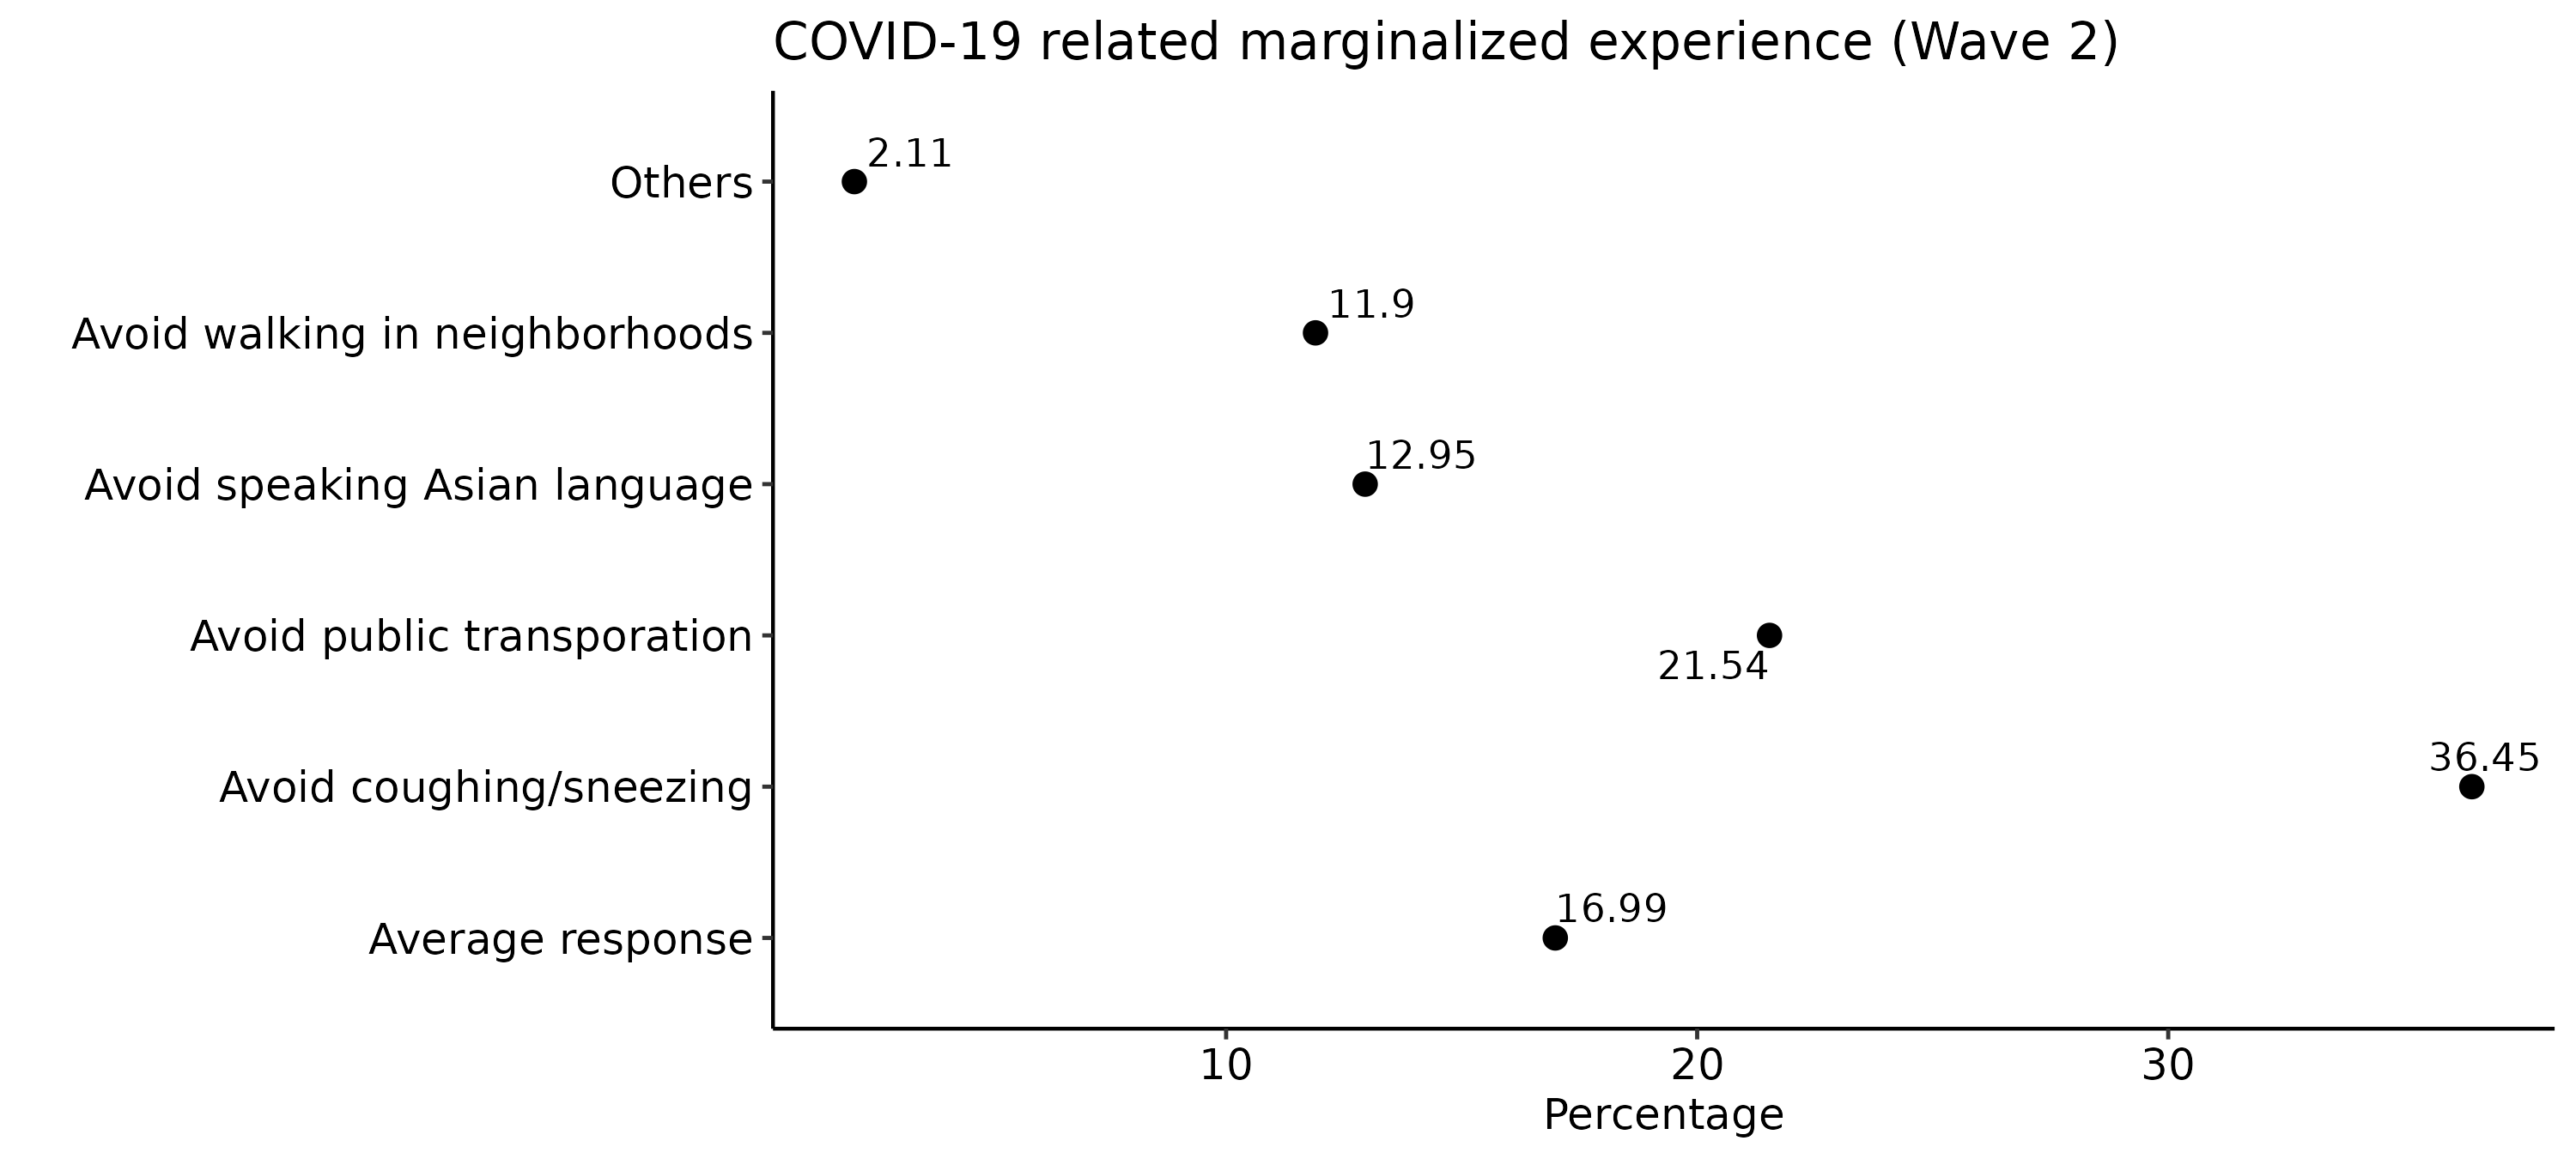 COVID-19 related marginalized experience (Wave 2)
Others
2.11
Avoid walking in neighborhoods
11.9
Avoid speaking Asian language
12.95
Avoid public transporation
21.54
Avoid coughing/sneezing
36.45
Average response
16.99
10 20 30
Percentage